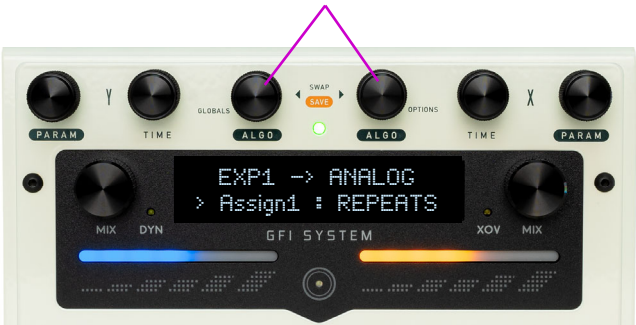 SWAP
GLOBALS
SAVE
OPTIONS
Y
X
PARAM
TIME
ALGO
ALGO
TIME
PARAM
EXP1 -> ANALOG
> Assign1 : REPEATS
MIX
DYN
GFI SYSTEM
XOV
MIX